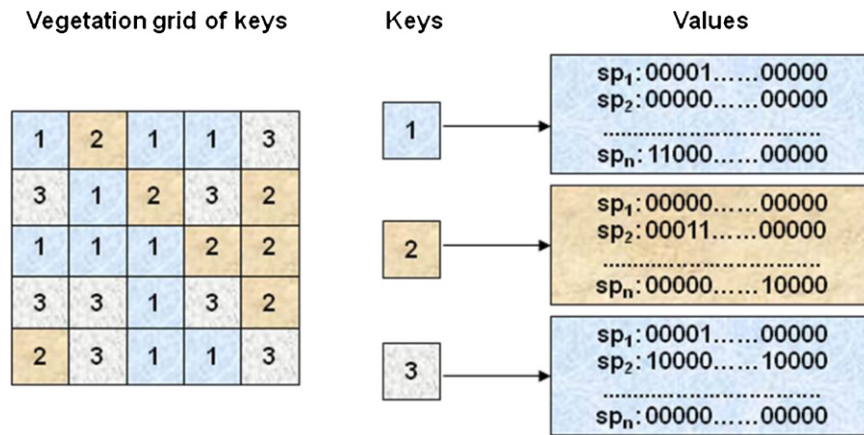 Vegetation grid of keys
Keys
Values
1 2 1 1 3
3 1 2 3 2
1 1 1 2 2
3 3 1 3 2
2 3 1 1 3
1
sp1:00001......00000
sp2:00000......00000
................................
spn:11000......00000
2
sp1:00000......00000
sp2:00011......00000
................................
spn:00000......10000
3
sp1:00001......00000
sp2:10000......10000
................................
spn:00000......00000